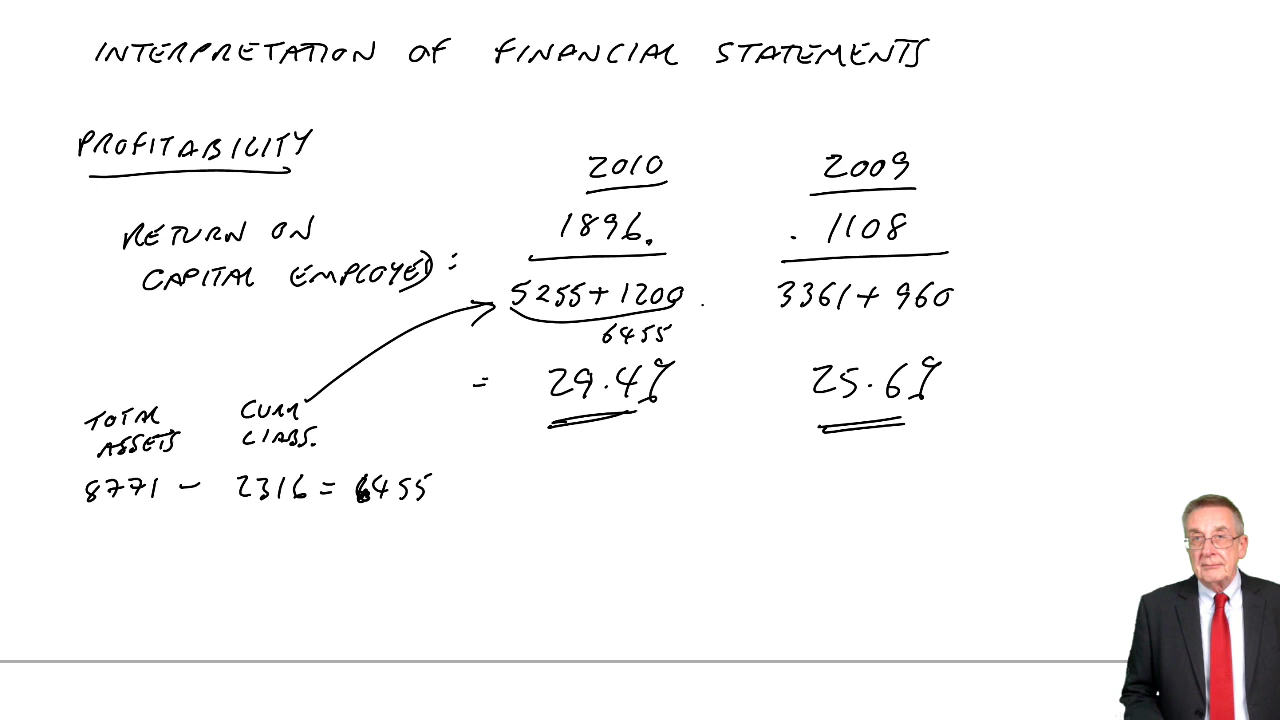 INTERPRETATION OF FINANCIAL STATEMENTS
PROFITABILITY
2010 2009
RETURN ON 1896. . 1108
CAPITAL EMPLOYED :
5255 + 1200 . 3361 + 960
6455
= 29.4% 25.6%
TOTAL CURR
ASSETS LIABS.
8771 - 2316 = 6455